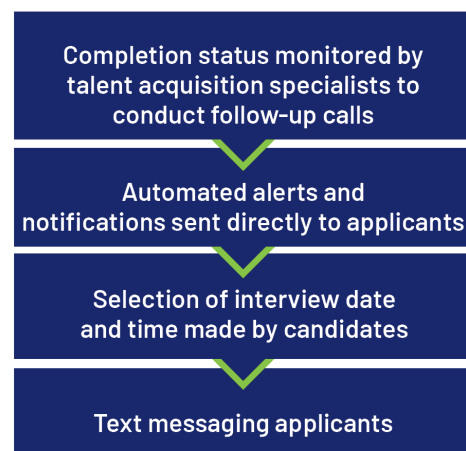 Completion status monitored by
talent acquisition specialists to
conduct follow-up calls
Automated alerts and
notifications sent directly to applicants
Selection of interview date
and time made by candidates
Text messaging applicants